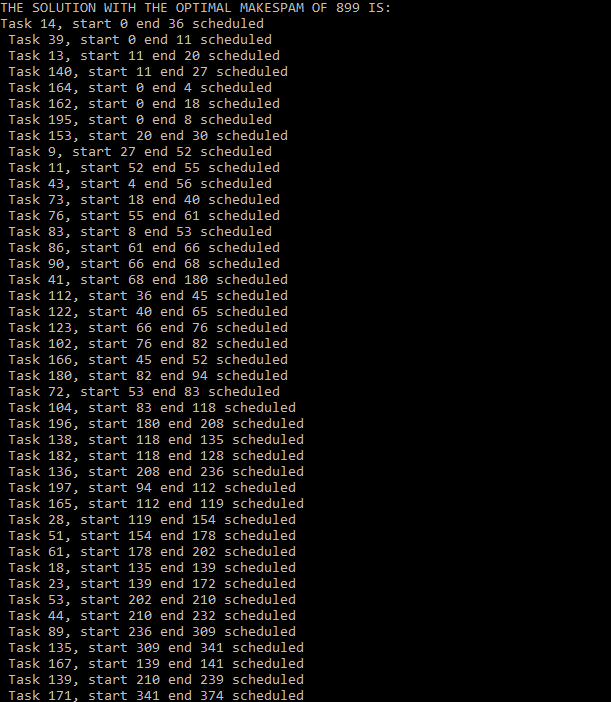 THE SOLUTION WITH THE OPTIMAL MAKESPAM OF 899 IS:
Task 14, start 0 end 36 scheduled
Task 39, start 0 end 11 scheduled
Task 13, start 11 end 20 scheduled
Task 140, start 11 end 27 scheduled
Task 164, start 0 end 4 scheduled
Task 162, start 0 end 18 scheduled
Task 195, start 0 end 8 scheduled
Task 153, start 20 end 30 scheduled
Task 9, start 27 end 52 scheduled
Task 11, start 52 end 55 scheduled
Task 43, start 4 end 56 scheduled
Task 73, start 18 end 40 scheduled
Task 76, start 55 end 61 scheduled
Task 83, start 8 end 53 scheduled
Task 86, start 61 end 66 scheduled
Task 90, start 66 end 68 scheduled
Task 41, start 68 end 180 scheduled
Task 112, start 36 end 45 scheduled
Task 122, start 40 end 65 scheduled
Task 123, start 66 end 76 scheduled
Task 102, start 76 end 82 scheduled
Task 166, start 45 end 52 scheduled
Task 180, start 82 end 94 scheduled
Task 72, start 53 end 83 scheduled
Task 104, start 83 end 118 scheduled
Task 196, start 180 end 208 scheduled
Task 138, start 118 end 135 scheduled
Task 182, start 118 end 128 scheduled
Task 136, start 208 end 236 scheduled
Task 197, start 94 end 112 scheduled
Task 165, start 112 end 119 scheduled
Task 28, start 119 end 154 scheduled
Task 51, start 154 end 178 scheduled
Task 61, start 178 end 202 scheduled
Task 18, start 135 end 139 scheduled
Task 23, start 139 end 172 scheduled
Task 53, start 202 end 210 scheduled
Task 44, start 210 end 232 scheduled
Task 89, start 236 end 309 scheduled
Task 135, start 309 end 341 scheduled
Task 167, start 139 end 141 scheduled
Task 139, start 210 end 239 scheduled
Task 171, start 341 end 374 scheduled